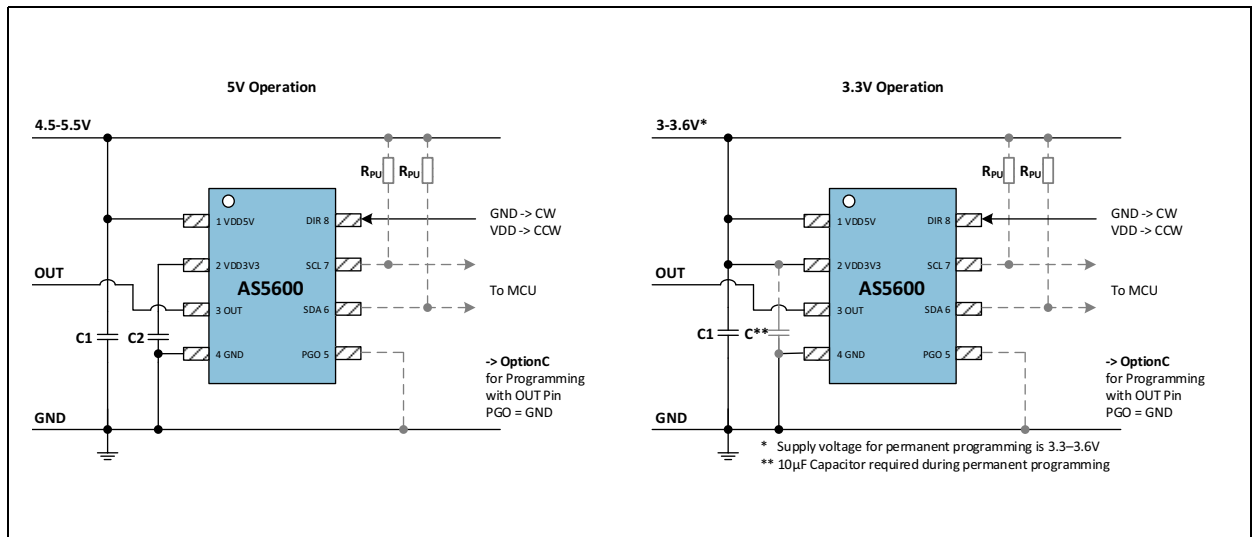 5V Operation
4.5-5.5V
RPU RPU
1 VDD5V
DIR 8
GND -> CW
VDD -> CCW
2 VDD3V3
SCL 7
OUT
AS5600
To MCU
3 OUT
SDA 6
C1
C2
4 GND
PGO 5
-> OptionC
for Programming
with OUT Pin
PGO = GND
GND
3.3V Operation
3-3.6V*
RPU RPU
1 VDD5V
DIR 8
GND -> CW
VDD -> CCW
2 VDD3V3
SCL 7
OUT
AS5600
To MCU
3 OUT
SDA 6
C1
C**
4 GND
PGO 5
-> OptionC
for Programming
with OUT Pin
PGO = GND
GND
* Supply voltage for permanent programming is 3.3–3.6V
** 10µF Capacitor required during permanent programming